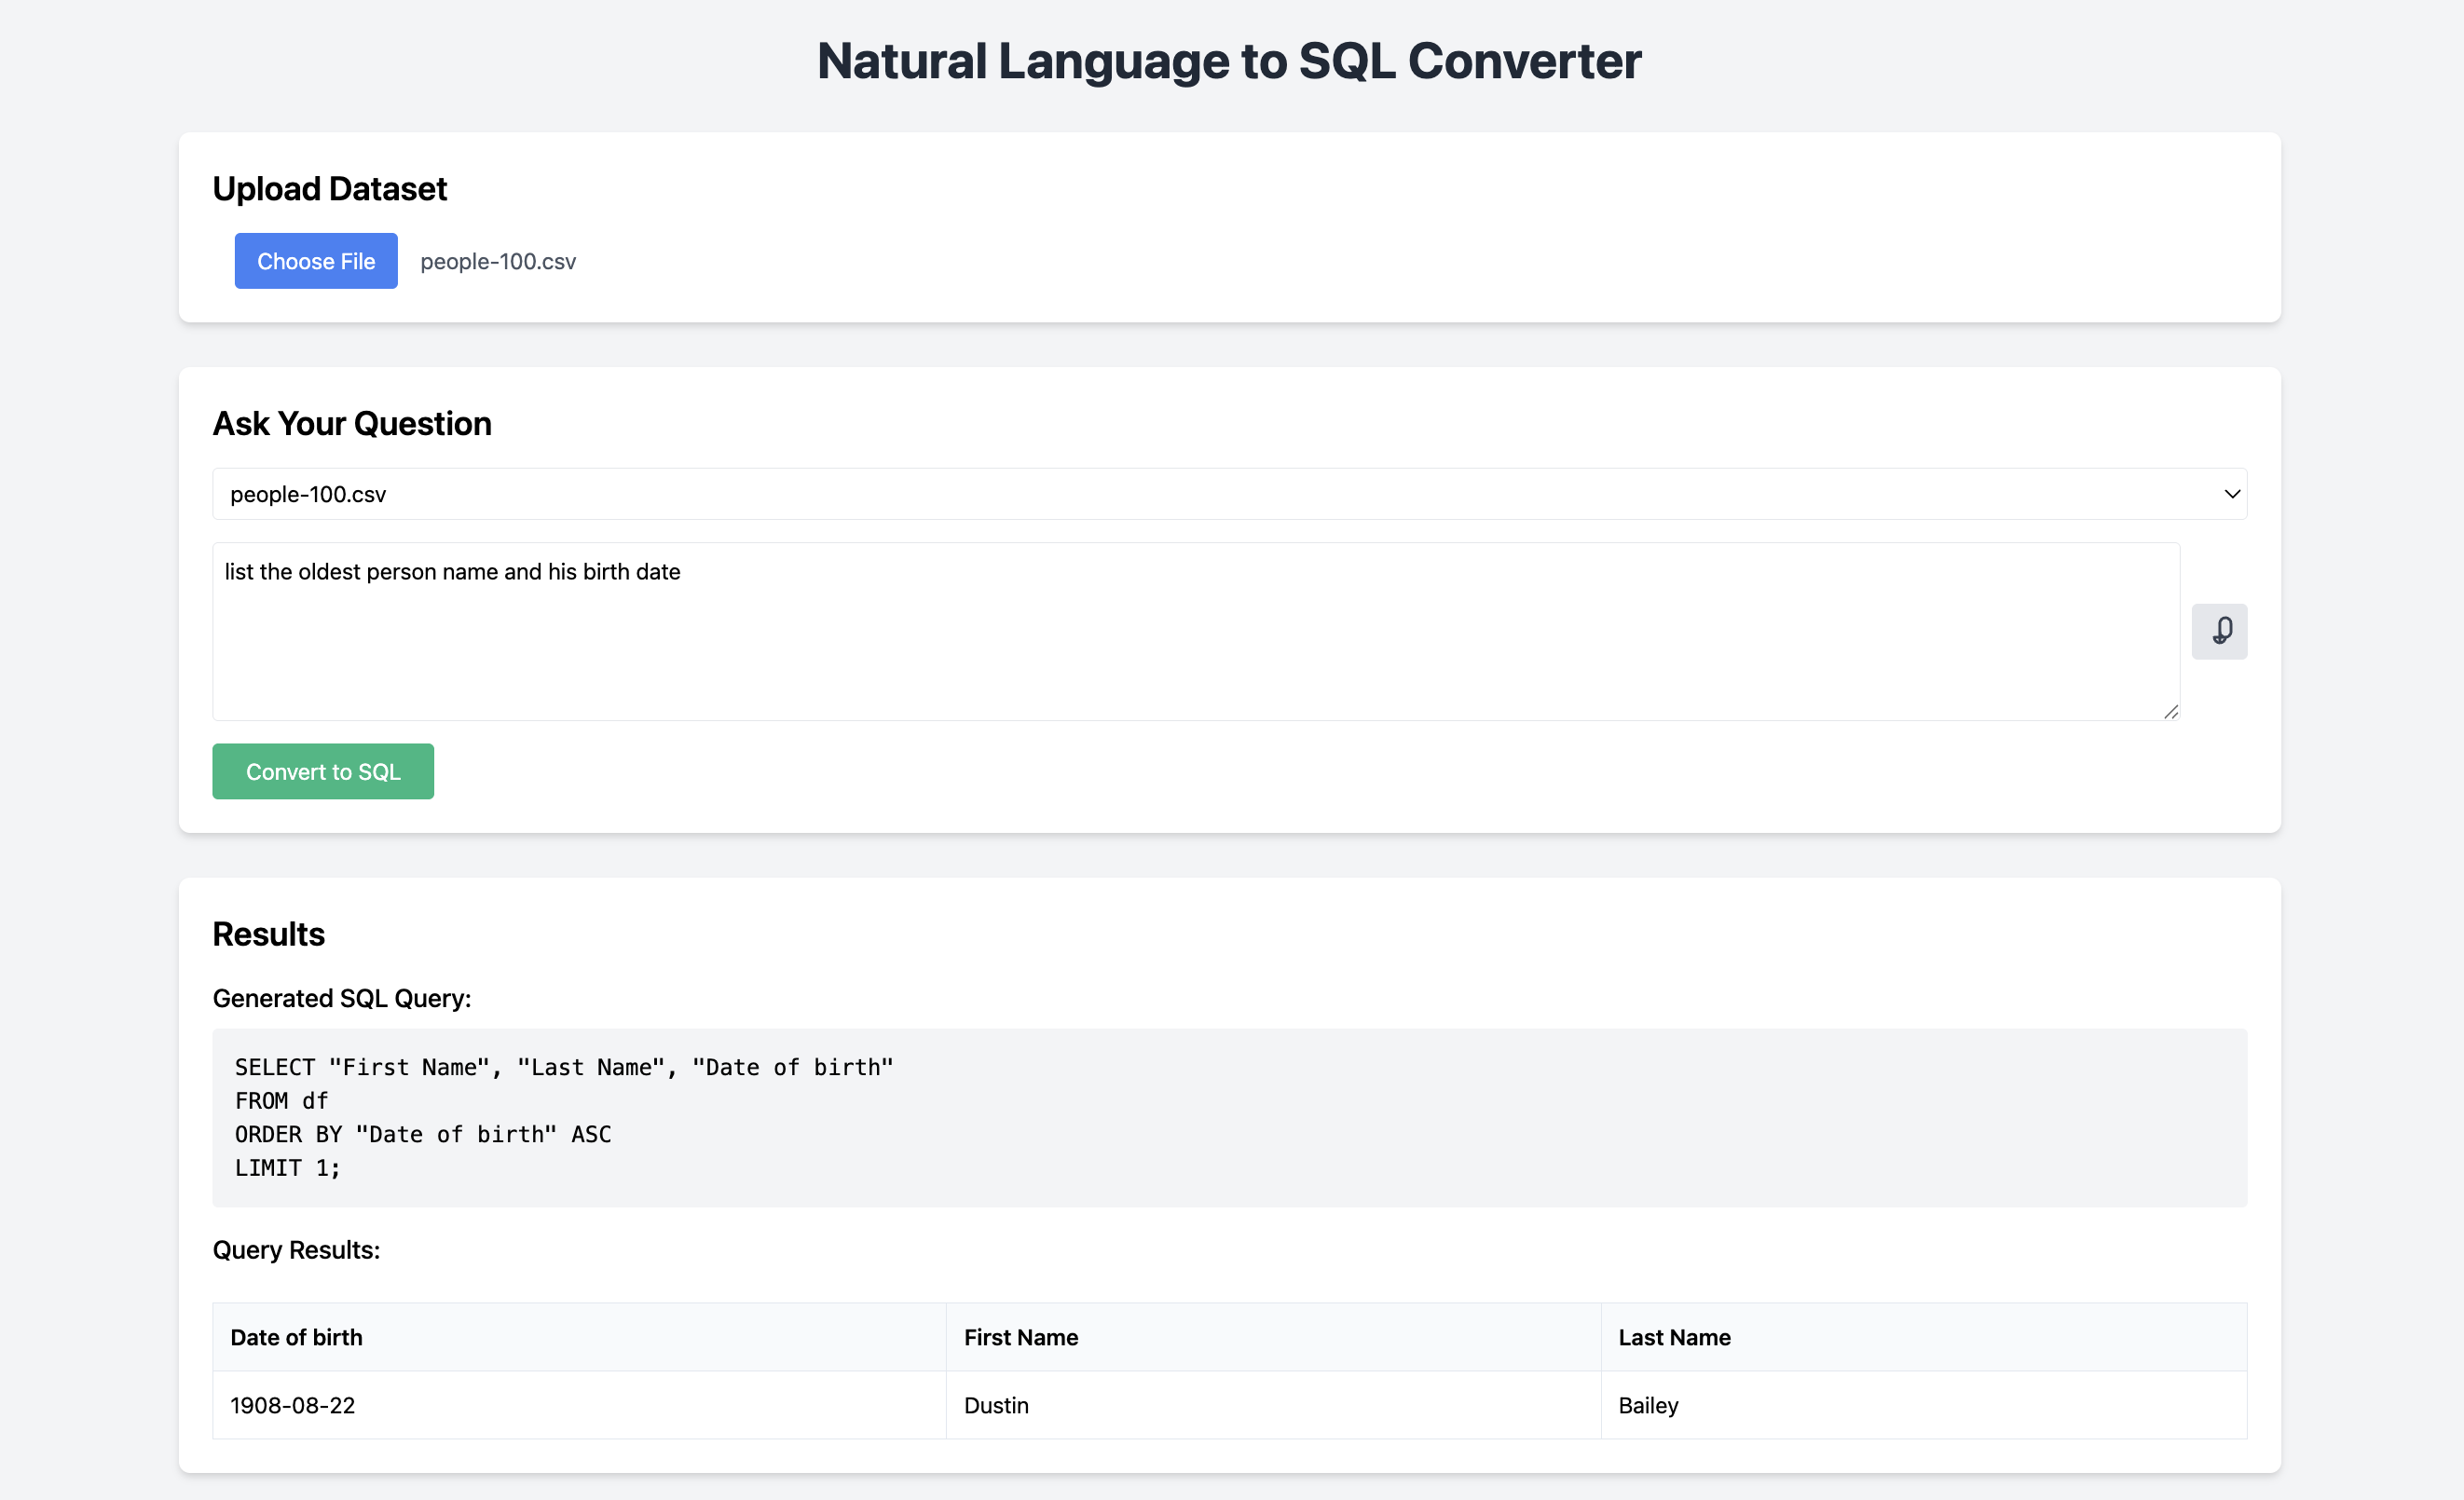 Natural Language to SQL Converter
Upload Dataset
Choose File people-100.csv
Ask Your Question
people-100.csv
list the oldest person name and his birth date
Convert to SQL
Results
Generated SQL Query:
SELECT "First Name", "Last Name", "Date of birth"
FROM df
ORDER BY "Date of birth" ASC
LIMIT 1;
Query Results:
Date of birth First Name Last Name
1908-08-22 Dustin Bailey